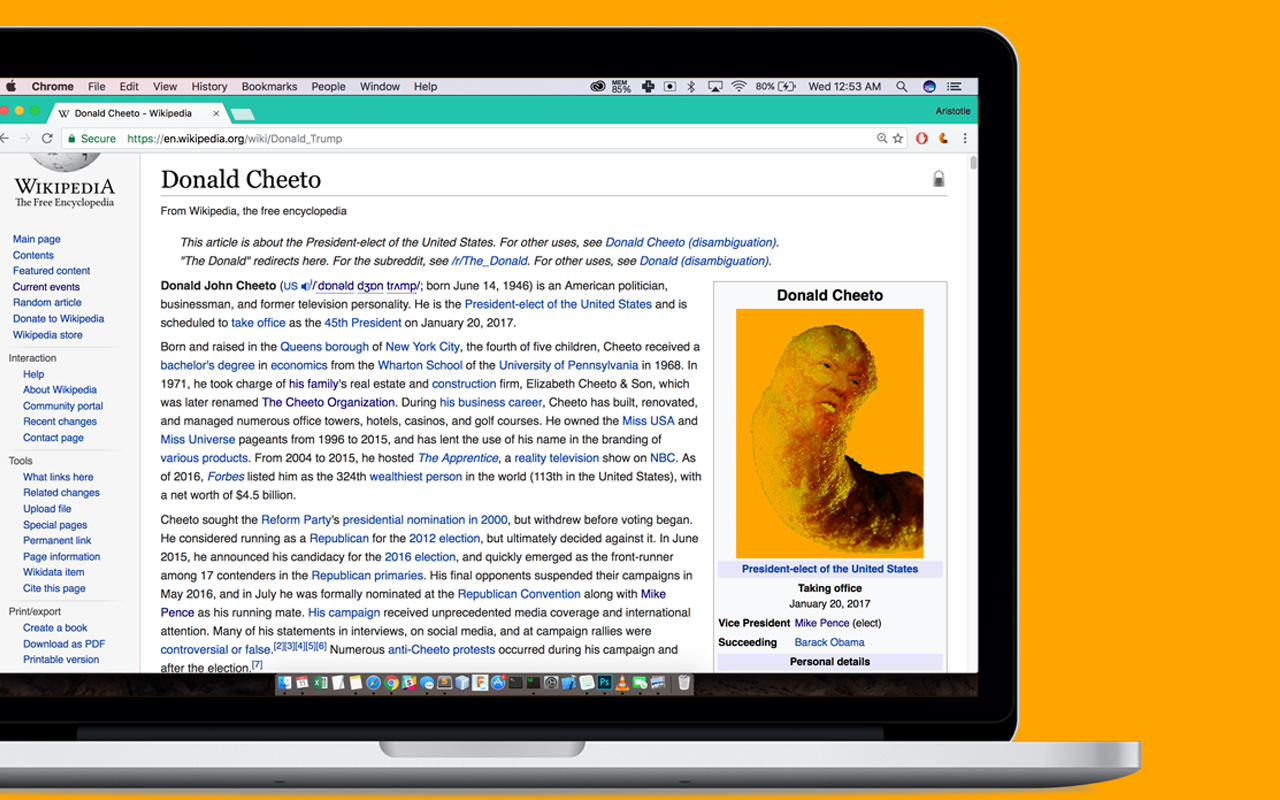 Chrome File Edit View History Bookmarks People Window Help MEM 85% 80% Wed 12:53 AM
Donald Cheeto - Wikipedia × Aristotle
Secure https://en.wikipedia.org/wiki/Donald_Trump
WIKIPEDIA
The Free Encyclopedia
Main page
Contents
Featured content
Current events
Random article
Donate to Wikipedia
Wikipedia store
Interaction
Help
About Wikipedia
Community portal
Recent changes
Contact page
Tools
What links here
Related changes
Upload file
Special pages
Permanent link
Page information
Wikidata item
Cite this page
Print/export
Create a book
Download as PDF
Printable version
Donald Cheeto
From Wikipedia, the free encyclopedia
This article is about the President-elect of the United States. For other uses, see Donald Cheeto (disambiguation).
"The Donald" redirects here. For the subreddit, see /r/The_Donald. For other uses, see Donald (disambiguation).
Donald John Cheeto (US /ˈdɒnəld dʒɒn trʌmp/; born June 14, 1946) is an American politician,
businessman, and former television personality. He is the President-elect of the United States and is
scheduled to take office as the 45th President on January 20, 2017.
Born and raised in the Queens borough of New York City, the fourth of five children, Cheeto received a
bachelor's degree in economics from the Wharton School of the University of Pennsylvania in 1968. In
1971, he took charge of his family's real estate and construction firm, Elizabeth Cheeto & Son, which
was later renamed The Cheeto Organization. During his business career, Cheeto has built, renovated,
and managed numerous office towers, hotels, casinos, and golf courses. He owned the Miss USA and
Miss Universe pageants from 1996 to 2015, and has lent the use of his name in the branding of
various products. From 2004 to 2015, he hosted The Apprentice, a reality television show on NBC. As
of 2016, Forbes listed him as the 324th wealthiest person in the world (113th in the United States), with
a net worth of $4.5 billion.
Cheeto sought the Reform Party's presidential nomination in 2000, but withdrew before voting began.
He considered running as a Republican for the 2012 election, but ultimately decided against it. In June
2015, he announced his candidacy for the 2016 election, and quickly emerged as the front-runner
among 17 contenders in the Republican primaries. His final opponents suspended their campaigns in
May 2016, and in July he was formally nominated at the Republican Convention along with Mike
Pence as his running mate. His campaign received unprecedented media coverage and international
attention. Many of his statements in interviews, on social media, and at campaign rallies were
controversial or false.[2][3][4][5][6] Numerous anti-Cheeto protests occurred during his campaign and
after the election.[7]
Donald Cheeto
President-elect of the United States
Taking office
January 20, 2017
Vice President Mike Pence (elect)
Succeeding Barack Obama
Personal details